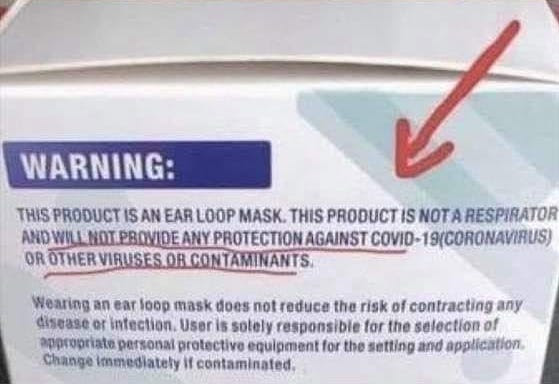 WARNING:
THIS PRODUCT IS AN EAR LOOP MASK. THIS PRODUCT IS NOT A RESPIRATOR
AND WILL NOT PROVIDE ANY PROTECTION AGAINST COVID-19(CORONAVIRUS)
OR OTHER VIRUSES OR CONTAMINANTS.
Wearing an ear loop mask does not reduce the risk of contracting any
disease or infection. User is solely responsible for the selection of
appropriate personal protective equipment for the setting and application.
Change immediately if contaminated.